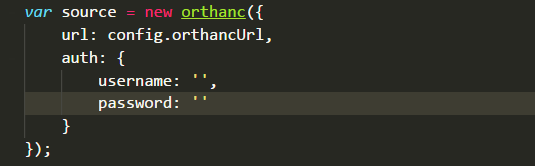 var source = new orthanc({
    url: config.orthancUrl,
    auth: {
        username: '',
        password: ''
    }
});